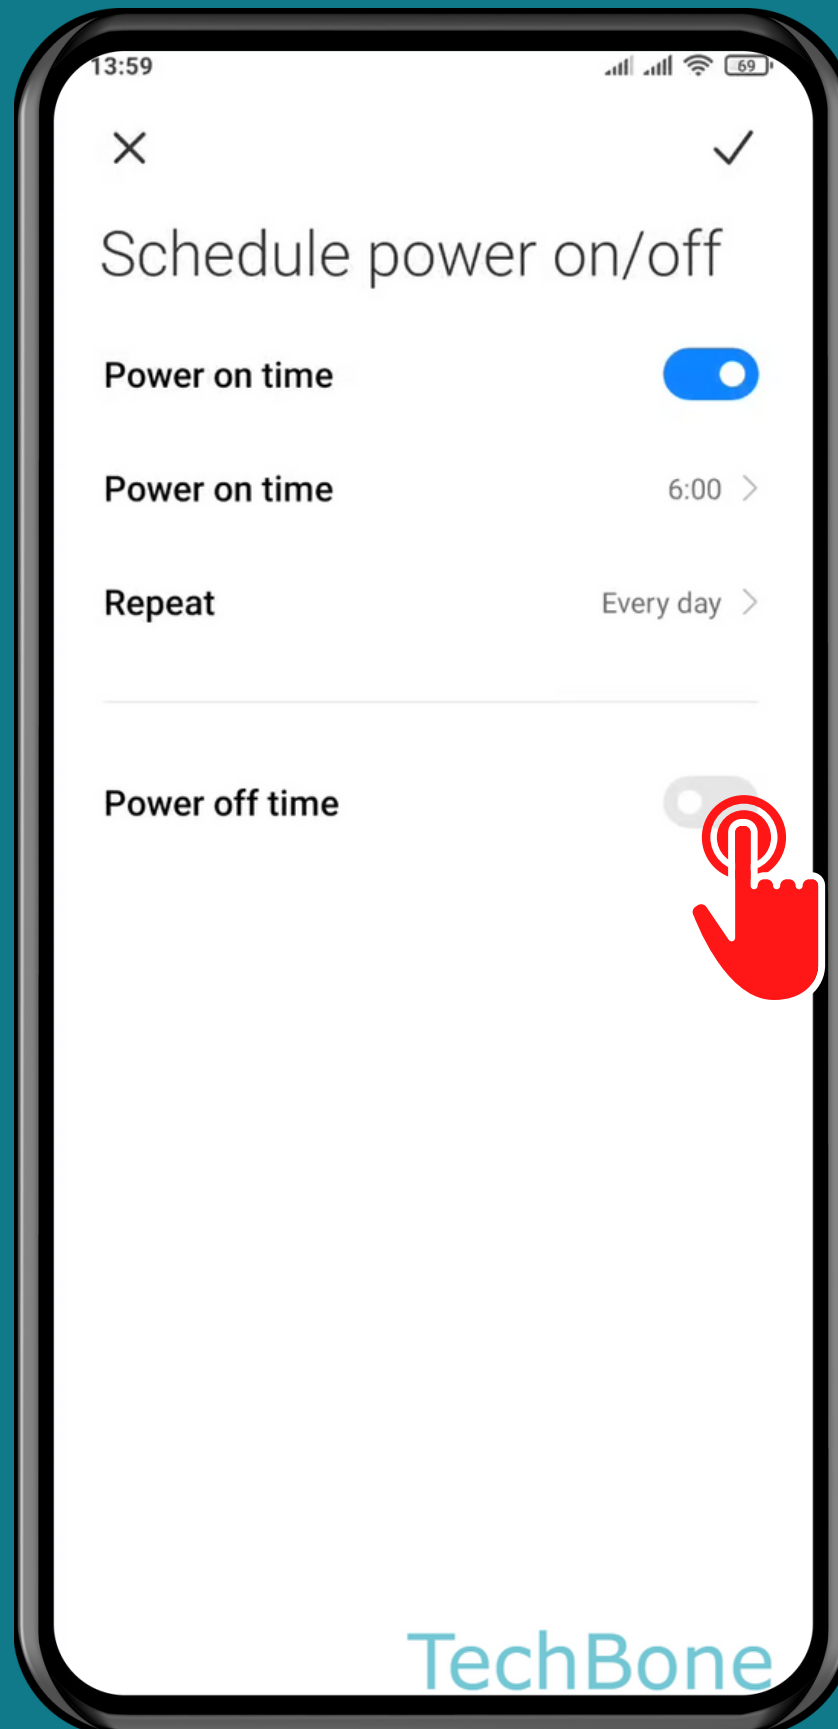 13:59
69
Schedule power on/off
Power on time
Power on time
6:00
Repeat
Every day
Power off time
TechBone